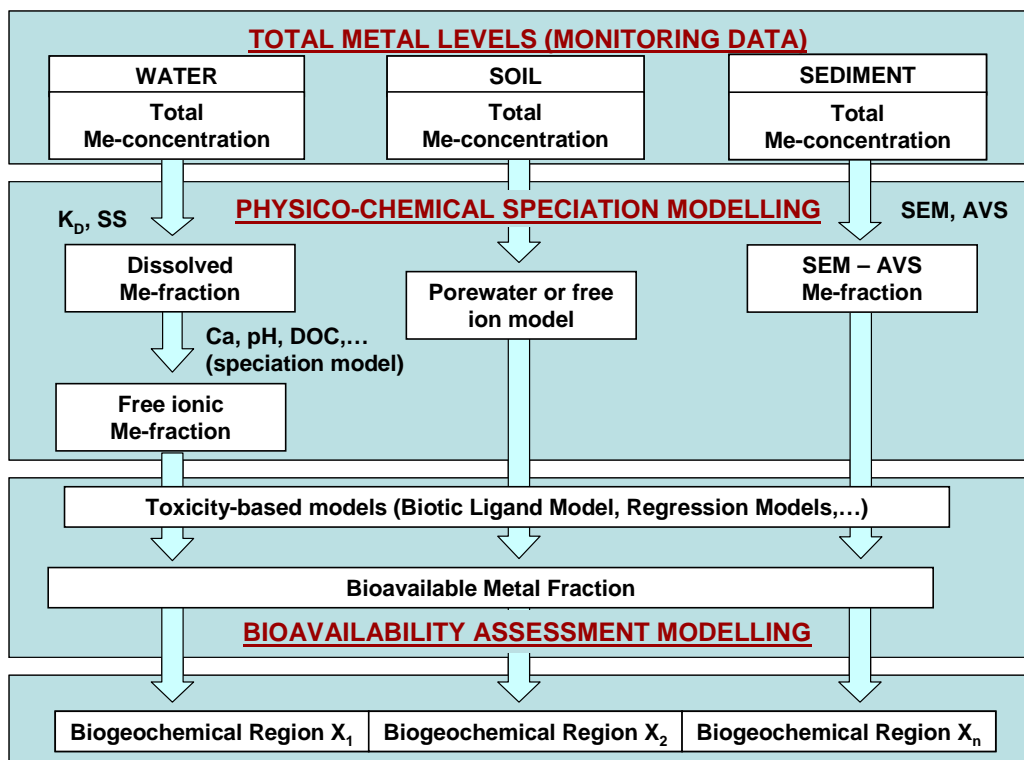 TOTAL METAL LEVELS (MONITORING DATA)
WATER
Total
Me-concentration
SOIL
Total
Me-concentration
SEDIMENT
Total
Me-concentration
PHYSICO-CHEMICAL SPECIATION MODELLING
K_D, SS
SEM, AVS
Dissolved
Me-fraction
Porewater or free
ion model
SEM – AVS
Me-fraction
Ca, pH, DOC,…
(speciation model)
Free ionic
Me-fraction
Toxicity-based models (Biotic Ligand Model, Regression Models,…)
Bioavailable Metal Fraction
BIOAVAILABILITY ASSESSMENT MODELLING
Biogeochemical Region X₁
Biogeochemical Region X₂
Biogeochemical Region Xₙ